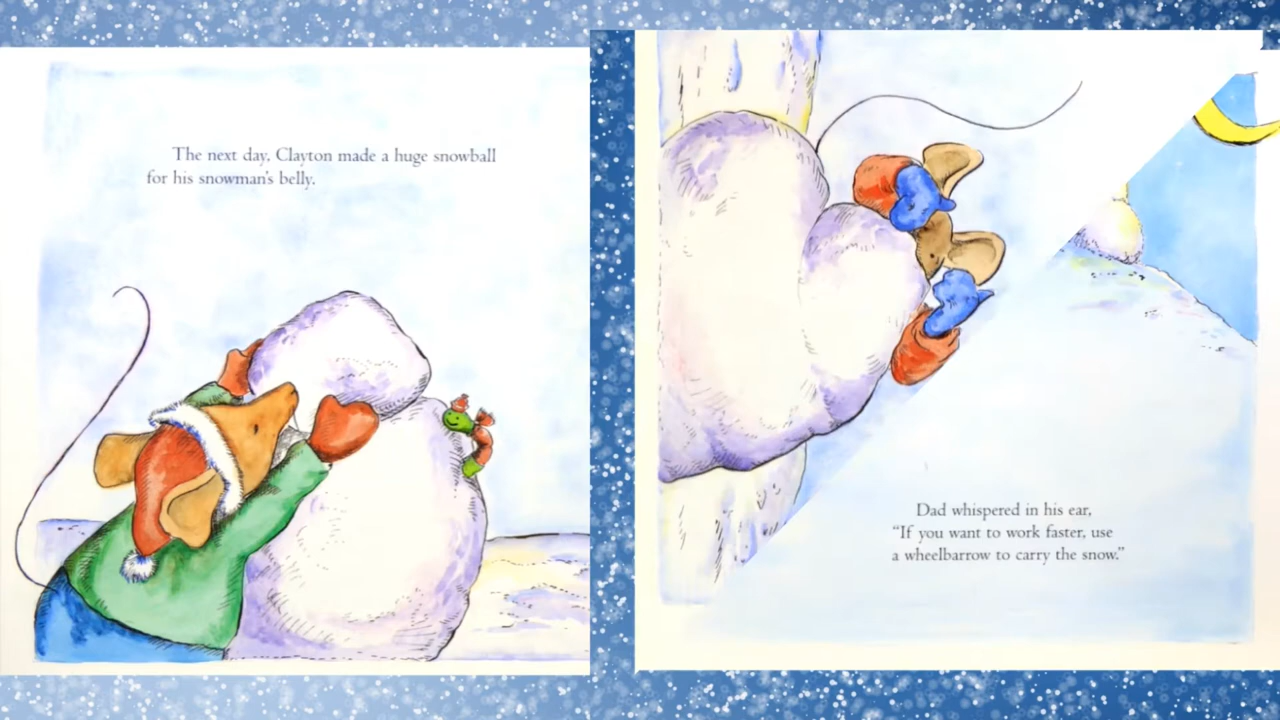 The next day, Clayton made a huge snowball
for his snowman's belly.
Dad whispered in his ear,
“If you want to work faster, use
a wheelbarrow to carry the snow.”